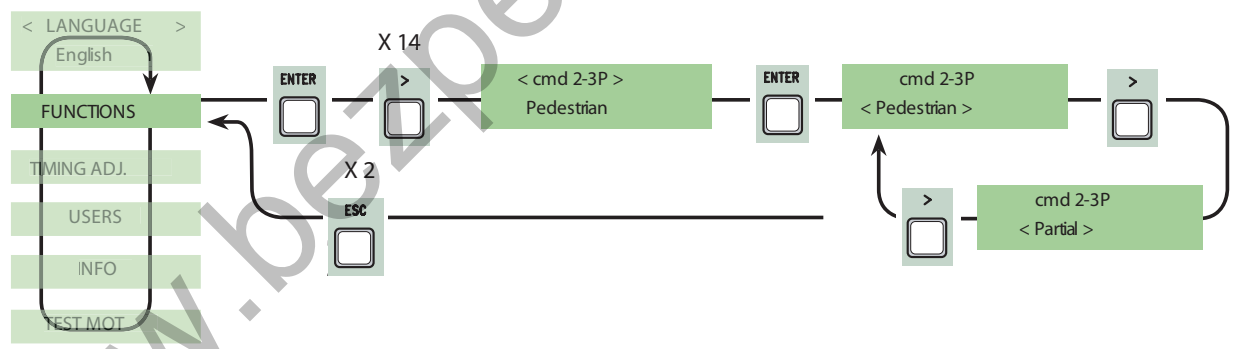 < LANGUAGE >
English
FUNCTIONS
TIMING ADJ.
USERS
INFO
TEST MOT
ENTER
X 14
>
< cmd 2-3P >
Pedestrian
ENTER
cmd 2-3P
< Pedestrian >
>
cmd 2-3P
< Partial >
>
X 2
ESC
w.bezpe